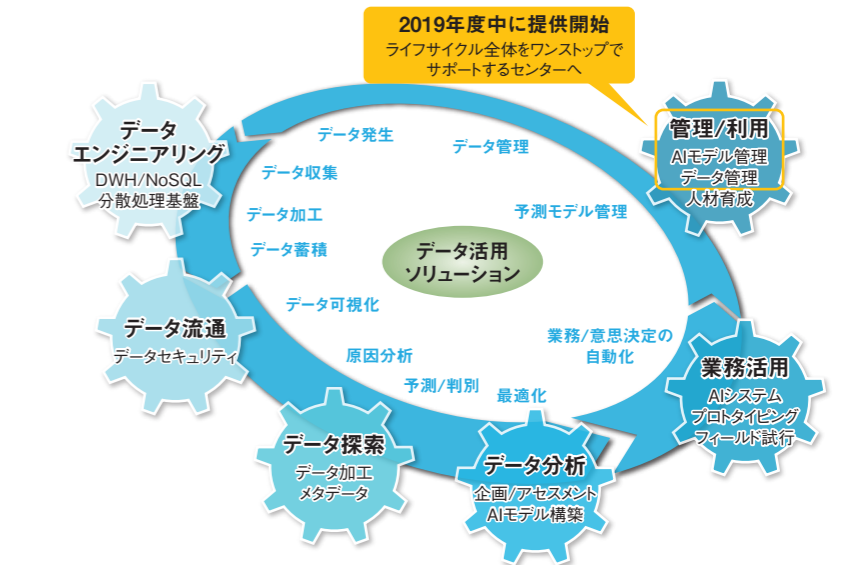 2019年度中に提供開始
ライフサイクル全体をワンストップで
サポートするセンターへ
管理/利用
AIモデル管理
データ管理
人材育成
データ
エンジニアリング
DWH/NoSQL
分散処理基盤
データ発生
データ管理
データ収集
データ加工
予測モデル管理
データ蓄積
データ活用
ソリューション
データ可視化
データ流通
データセキュリティ
原因分析
業務/意思決定の
自動化
予測/判別
最適化
業務活用
AIシステム
プロトタイピング
フィールド試行
データ探索
データ加工
メタデータ
データ分析
企画/アセスメント
AIモデル構築